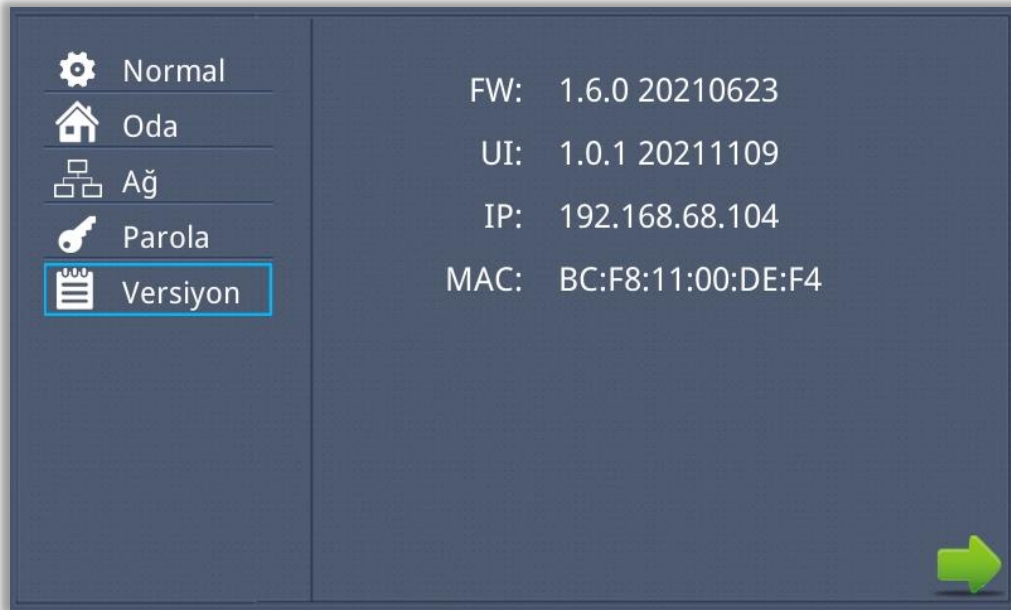 Normal
Oda
Ağ
Parola
Versiyon
FW: 1.6.0 20210623
UI: 1.0.1 20211109
IP: 192.168.68.104
MAC: BC:F8:11:00:DE:F4